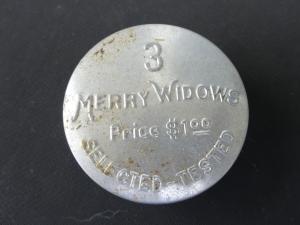 3
MERRY WIDOWS
Price $1.00
SELECTED-TESTED